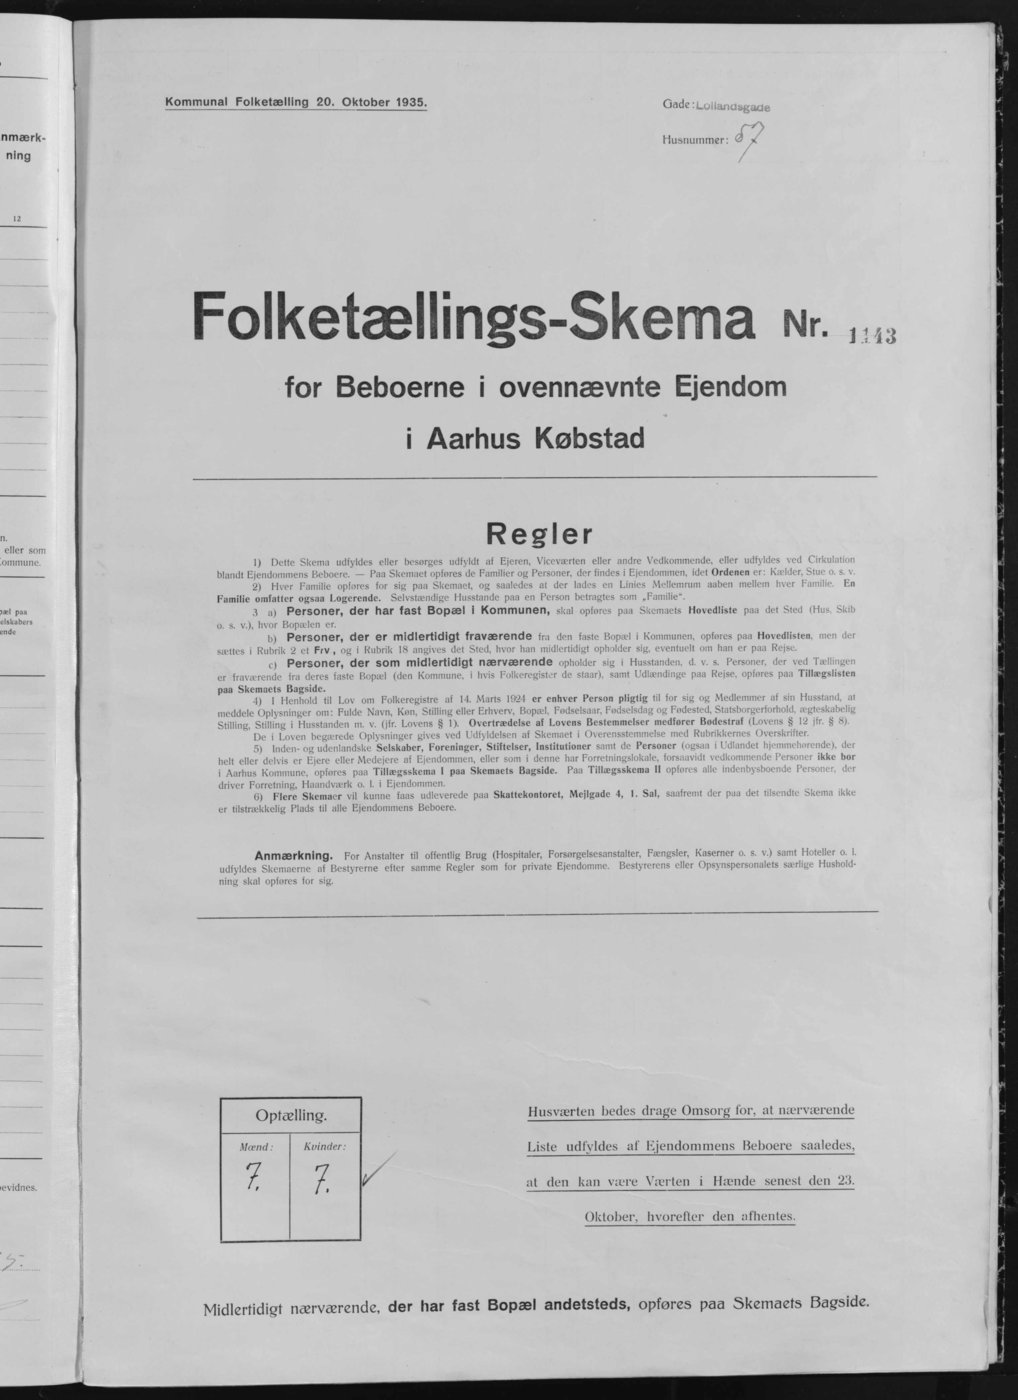 nmærk-
ning
12
n.
eller som
ommune.
pæl paa
elskabers
ende
evidnes.
Kommunal Folketælling 20. Oktober 1935.
Gade: Lollandsgade
Husnummer: 57
Folketællings-Skema Nr. 1143
for Beboerne i ovennævnte Ejendom
i Aarhus Købstad
Regler
1) Dette Skema udfyldes eller besørges udfyldt af Ejeren, Viceværten eller andre Vedkommende, eller udfyldes ved Cirkulation
blandt Ejendommens Beboere. — Paa Skemaet opføres de Familier og Personer, der findes i Ejendommen, idet Ordenen er: Kælder, Stue o. s. v.
2) Hver Familie opføres for sig paa Skemaet, og saaledes at der lades en Linies Mellemrum aaben mellem hver Familie. En
Familie omfatter ogsaa Logerende. Selvstændige Husstande paa en Person betragtes som „Familie“.
3 a) Personer, der har fast Bopæl i Kommunen, skal opføres paa Skemaets Hovedliste paa det Sted (Hus, Skib
o. s. v.), hvor Bopælen er.
b) Personer, der er midlertidigt fraværende fra den faste Bopæl i Kommunen, opføres paa Hovedlisten, men der
sættes i Rubrik 2 et Frv, og i Rubrik 18 angives det Sted, hvor han midlertidigt opholder sig, eventuelt om han er paa Rejse.
c) Personer, der som midlertidigt nærværende opholder sig i Husstanden, d. v. s. Personer, der ved Tællingen
er fraværende fra deres faste Bopæl (den Kommune, i hvis Folkeregister de staar), samt Udlændinge paa Rejse, opføres paa Tillægslisten
paa Skemaets Bagside.
4) I Henhold til Lov om Folkeregistre af 14. Marts 1924 er enhver Person pligtig til for sig og Medlemmer af sin Husstand, at
meddele Oplysninger om: Fulde Navn, Køn, Stilling eller Erhverv, Bopæl, Fødselsaar, Fødselsdag og Fødested, Statsborgerforhold, ægteskabelig
Stilling, Stilling i Husstanden m. v. (jfr. Lovens § 1). Overtrædelse af Lovens Bestemmelser medfører Bødestraf (Lovens § 12 jfr. § 8).
De i Loven begærede Oplysninger gives ved Udfyldelsen af Skemaet i Overensstemmelse med Rubrikkernes Overskrifter.
5) Inden- og udenlandske Selskaber, Foreninger, Stiftelser, Institutioner samt de Personer (ogsaa i Udlandet hjemmehørende), der
helt eller delvis er Ejere eller Medejere af Ejendommen, eller som i denne har Forretningslokale, forsaavidt vedkommende Personer ikke bor
i Aarhus Kommune, opføres paa Tillægsskema I paa Skemaets Bagside. Paa Tillægsskema II opføres alle indenbysboende Personer, der
driver Forretning, Haandværk o. l. i Ejendommen.
6) Flere Skemaer vil kunne faas udleverede paa Skattekontoret, Mejlgade 4, 1. Sal, saafremt der paa det tilsendte Skema ikke
er tilstrækkelig Plads til alle Ejendommens Beboere.
Anmærkning. For Anstalter til offentlig Brug (Hospitaler, Forsørgelsesanstalter, Fængsler, Kaserner o. s. v.) samt Hoteller o. l.
udfyldes Skemaerne af Bestyrerne efter samme Regler som for private Ejendomme. Bestyrerens eller Opsynspersonalets særlige Hushold-
ning skal opføres for sig.
Optælling.
Mænd: Kvinder:
7. 7.
Husværten bedes drage Omsorg for, at nærværende
Liste udfyldes af Ejendommens Beboere saaledes,
at den kan være Værten i Hænde senest den 23.
Oktober, hvorefter den afhentes.
Midlertidigt nærværende, der har fast Bopæl andetsteds, opføres paa Skemaets Bagside.